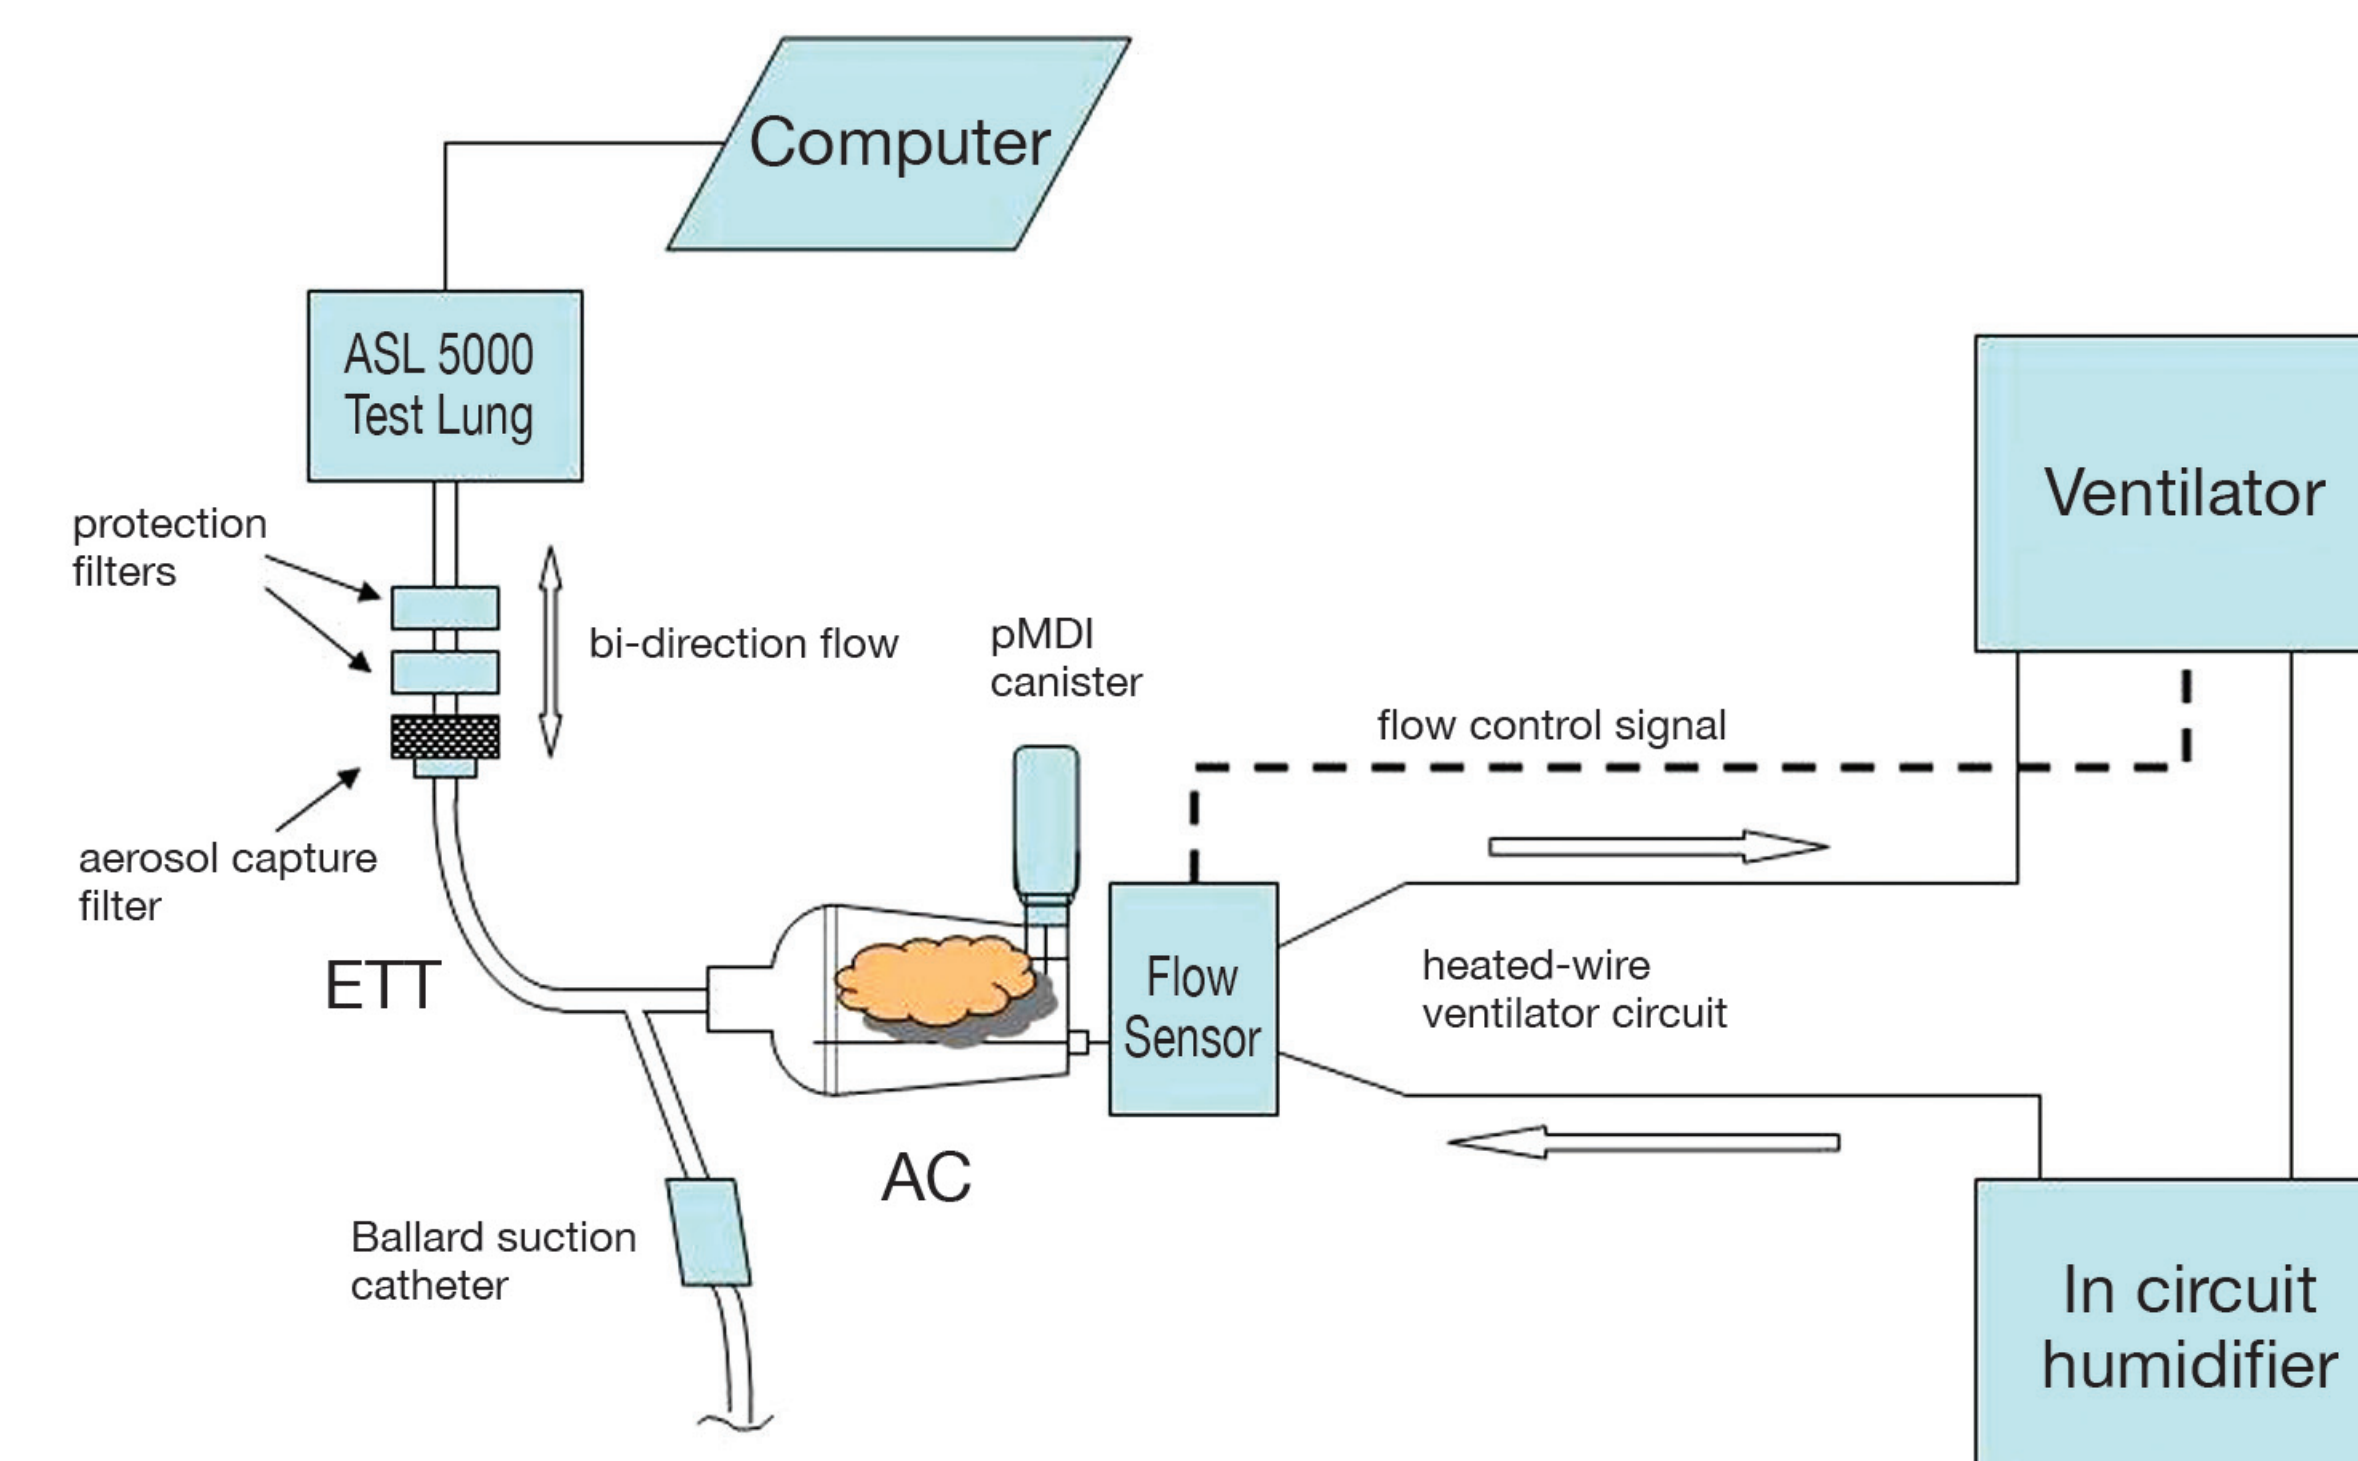 Computer
ASL 5000
Test Lung
Ventilator
protection
filters
bi-direction flow
pMDI
canister
flow control signal
aerosol capture
filter
ETT
Flow
Sensor
heated-wire
ventilator circuit
AC
Ballard suction
catheter
In circuit
humidifier